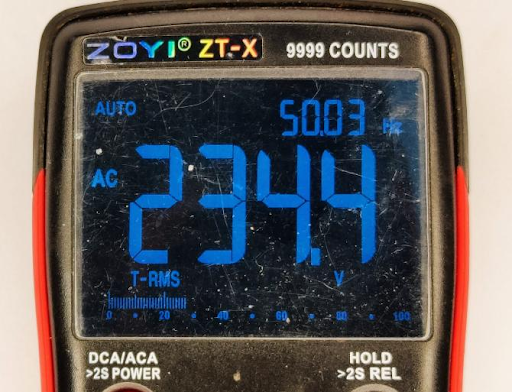 ZOYI® ZT-X 9999 COUNTS
AUTO 50.03 Hz
AC 234.4
T-RMS V
0 20 40 60 80 100
DCA/ACA HOLD
>2S POWER >2S REL